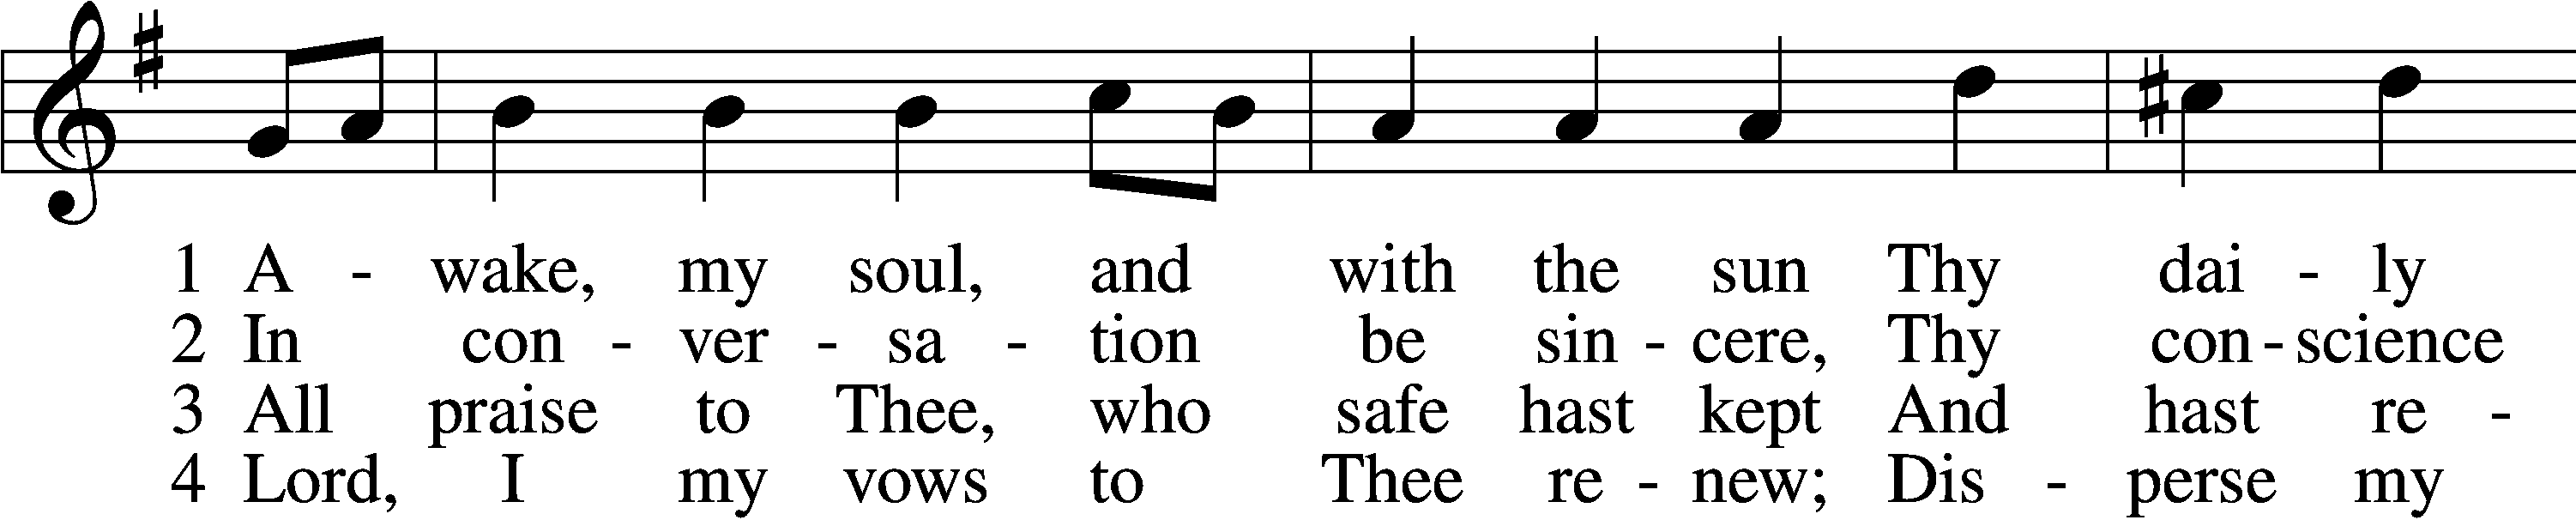 1 A - wake, my soul, and with the sun Thy dai - ly
2 In con - ver - sa - tion be sin - cere, Thy con - science
3 All praise to Thee, who safe hast kept And hast re -
4 Lord, I my vows to Thee re - new; Dis - perse my